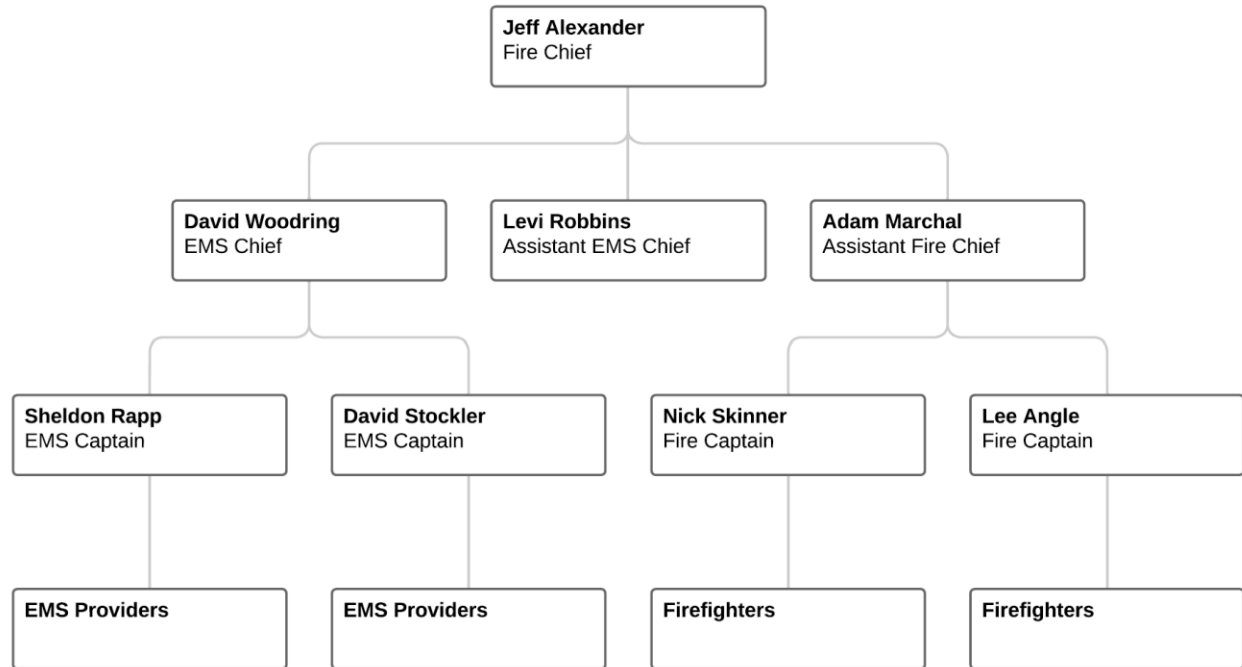 Jeff Alexander
Fire Chief
David Woodring
EMS Chief
Levi Robbins
Assistant EMS Chief
Adam Marchal
Assistant Fire Chief
Sheldon Rapp
EMS Captain
David Stockler
EMS Captain
Nick Skinner
Fire Captain
Lee Angle
Fire Captain
EMS Providers
EMS Providers
Firefighters
Firefighters